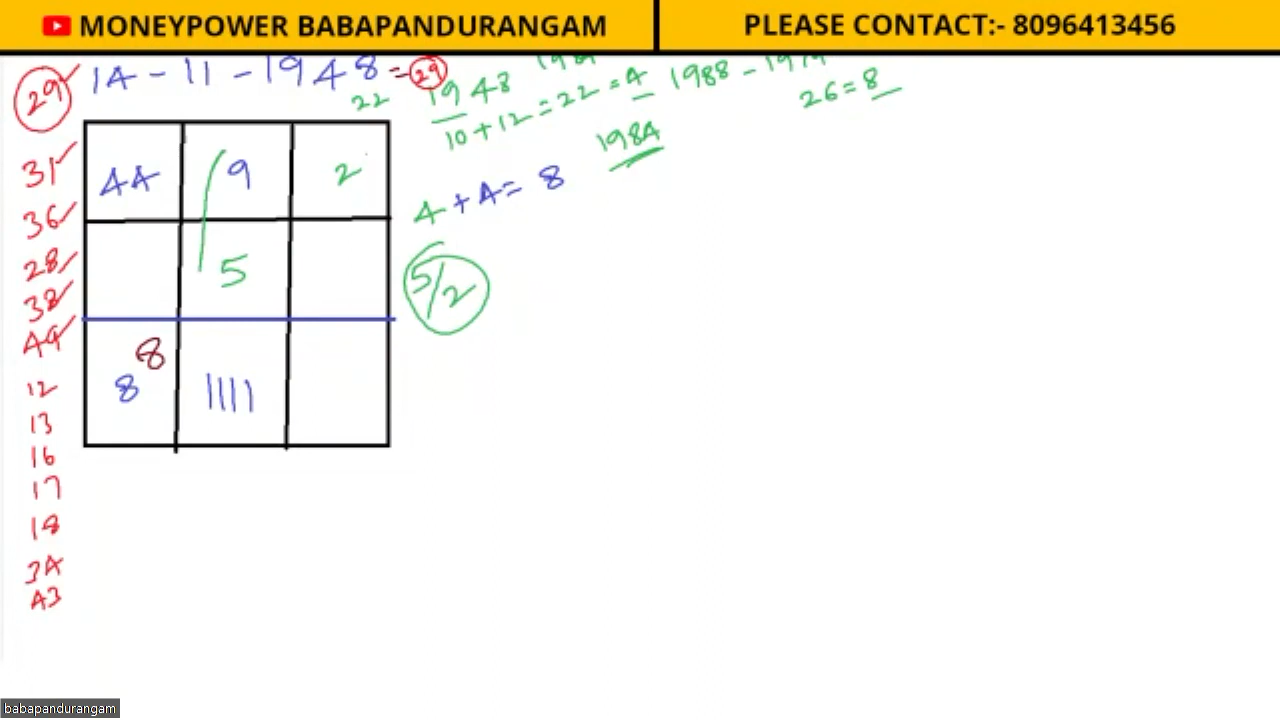 MONEYPOWER BABAPANDURANGAM
PLEASE CONTACT:- 8096413456
29 14 - 11 - 1948 = 29
22
1948
10 + 12 = 22 = 4
1988 -
26 = 8
1984
4 + 4 = 8
5/2
31
36
28
38
44
12
13
16
17
18
34
43
44 9 2
5
8 8 1111
babapandurangam